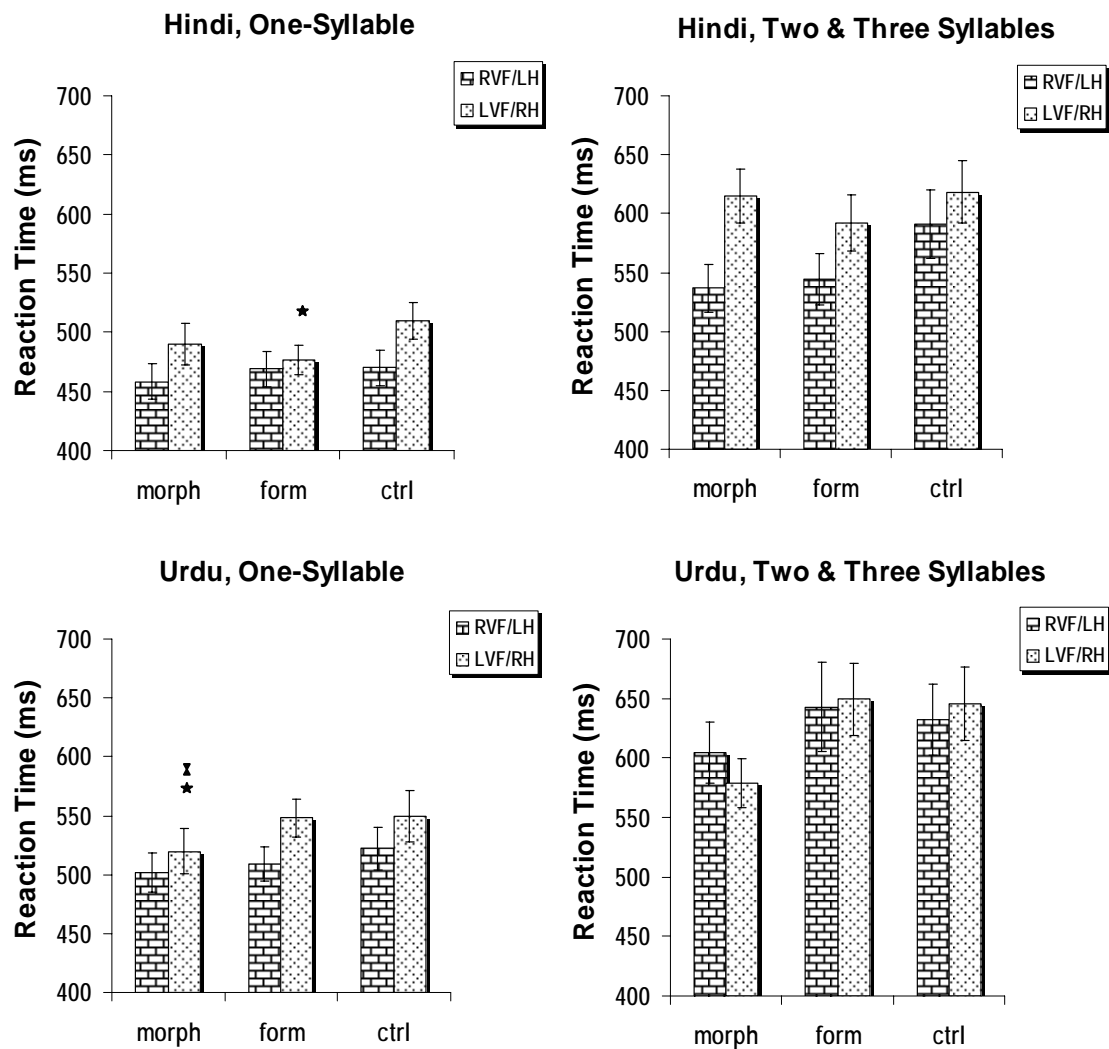 Hindi, One-Syllable
RVF/LH
LVF/RH
Reaction Time (ms)
700
650
600
550
500
450
400
morph form ctrl
Hindi, Two & Three Syllables
RVF/LH
LVF/RH
Reaction Time (ms)
700
650
600
550
500
450
400
morph form ctrl
Urdu, One-Syllable
RVF/LH
LVF/RH
Reaction Time (ms)
700
650
600
550
500
450
400
morph form ctrl
Urdu, Two & Three Syllables
RVF/LH
LVF/RH
Reaction Time (ms)
700
650
600
550
500
450
400
morph form ctrl